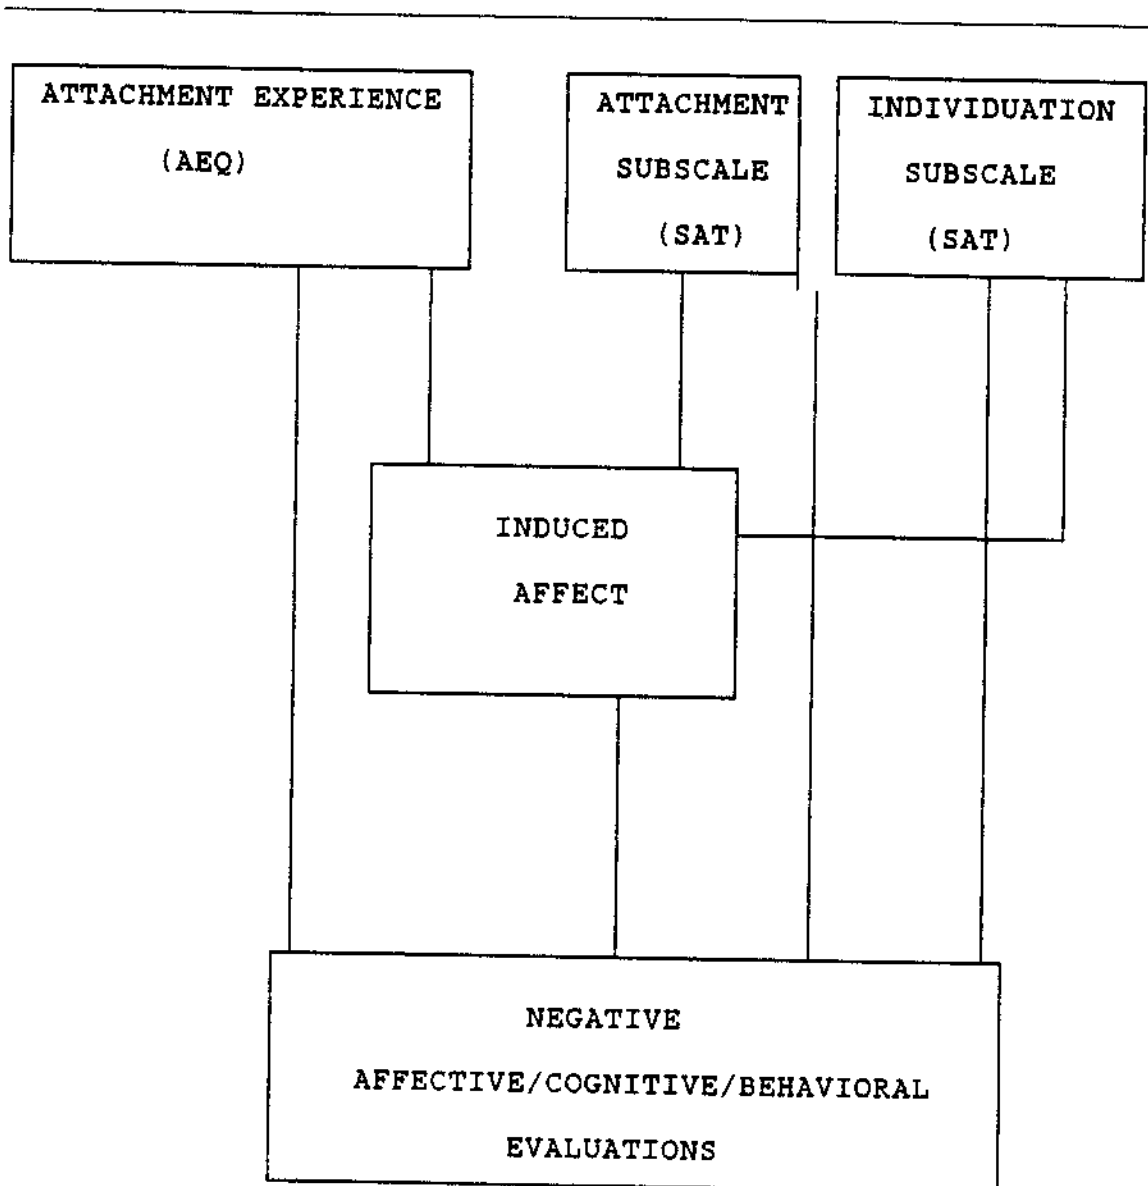 ATTACHMENT EXPERIENCE
(AEQ)
ATTACHMENT
SUBSCALE
(SAT)
INDIVIDUATION
SUBSCALE
(SAT)
INDUCED
AFFECT
NEGATIVE
AFFECTIVE/COGNITIVE/BEHAVIORAL
EVALUATIONS